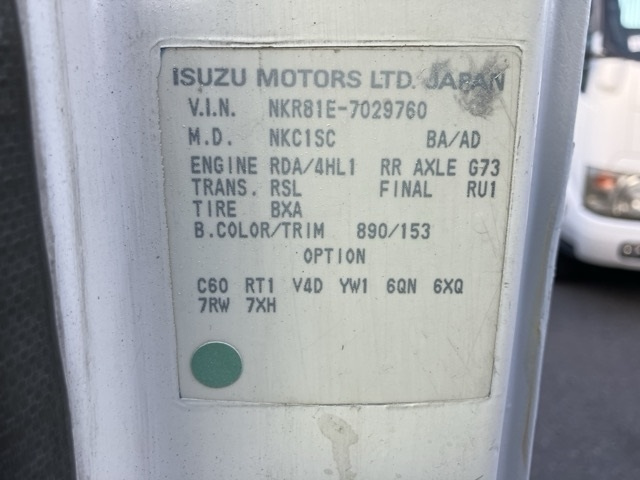 ISUZU MOTORS LTD. JAPAN
V.I.N. NKR81E-7029760
M.D. NKC1SC BA/AD
ENGINE RDA/4HL1 RR AXLE G73
TRANS. RSL FINAL RU1
TIRE BXA
B.COLOR/TRIM 890/153
OPTION
C60 RT1 V4D YW1 6QN 6XQ
7RW 7XH